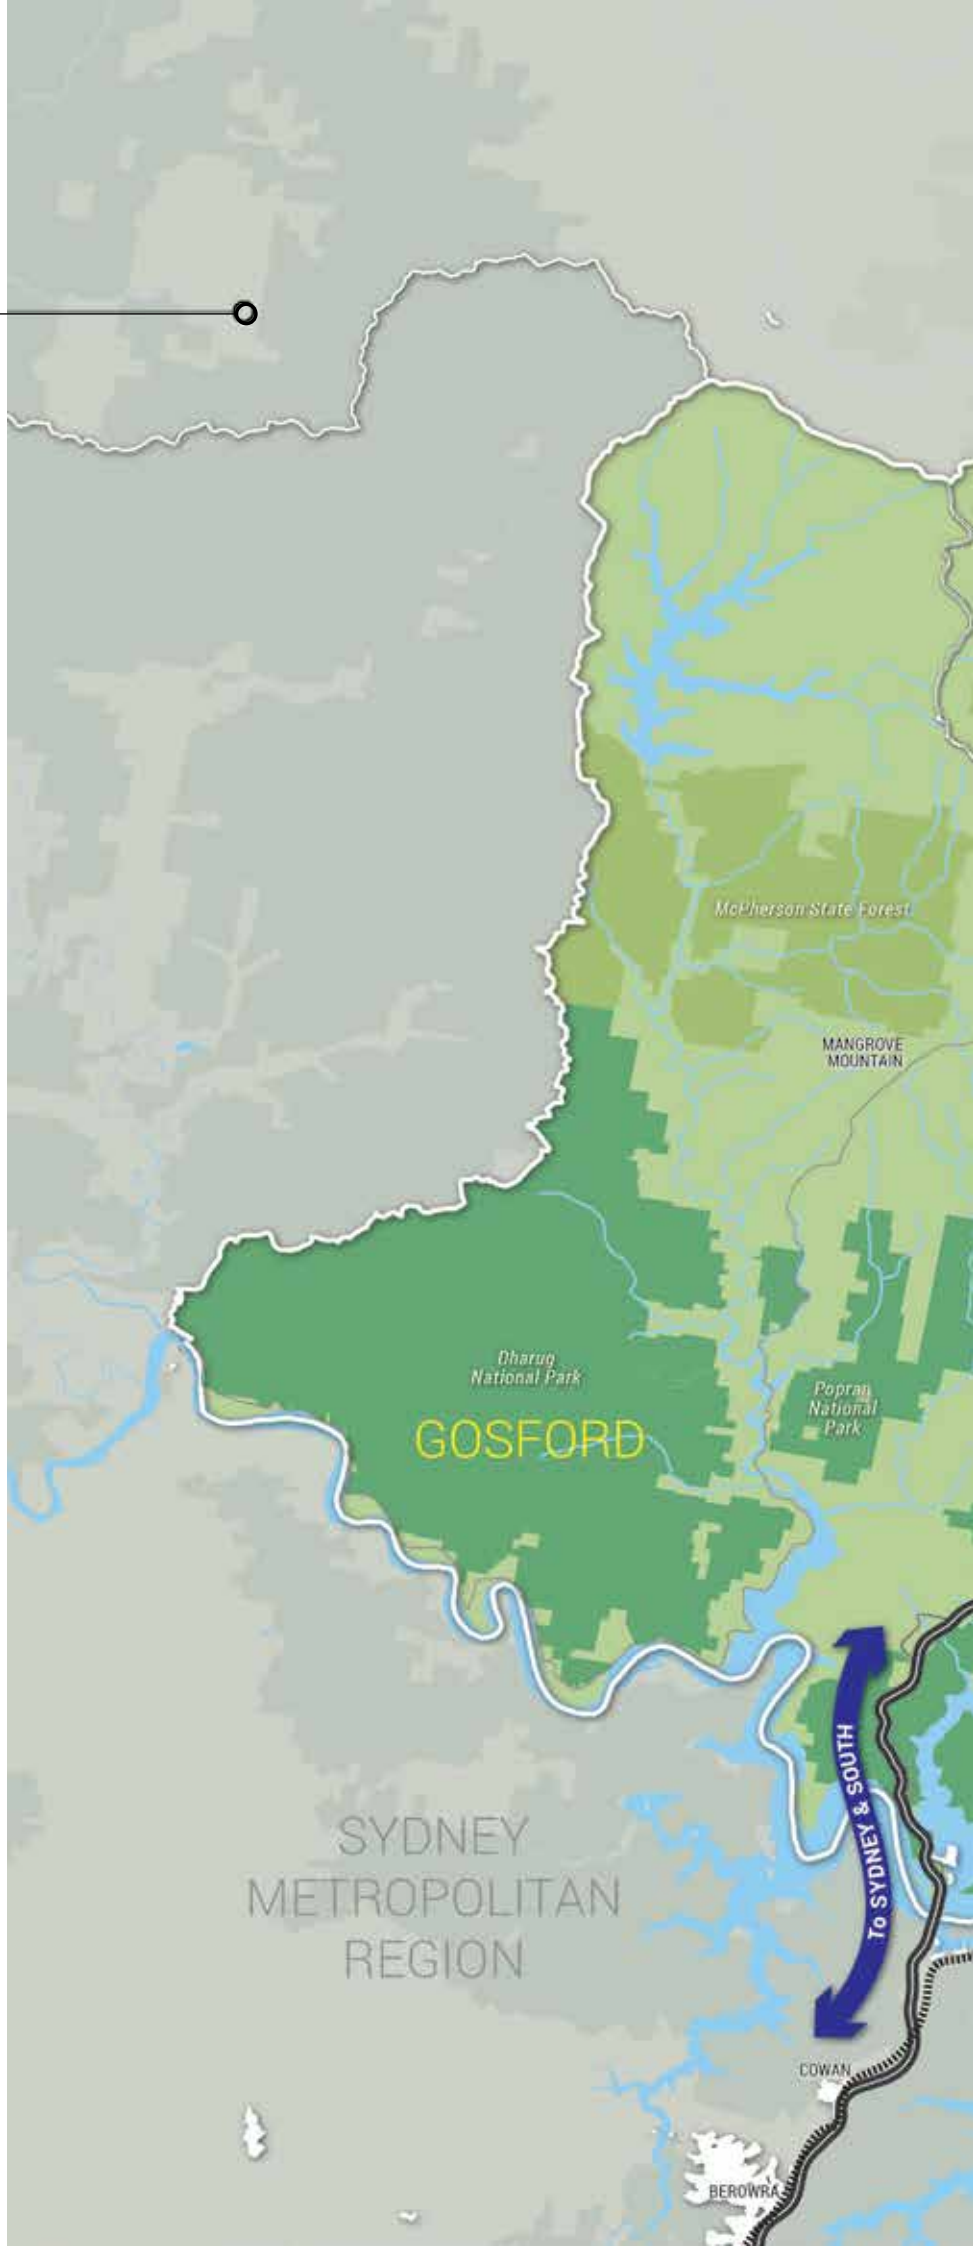 McPherson State Forest
MANGROVE
MOUNTAIN
Dharug
National Park
Popran
National
Park
GOSFORD
To SYDNEY & SOUTH
SYDNEY
METROPOLITAN
REGION
COWAN
BEROWRA